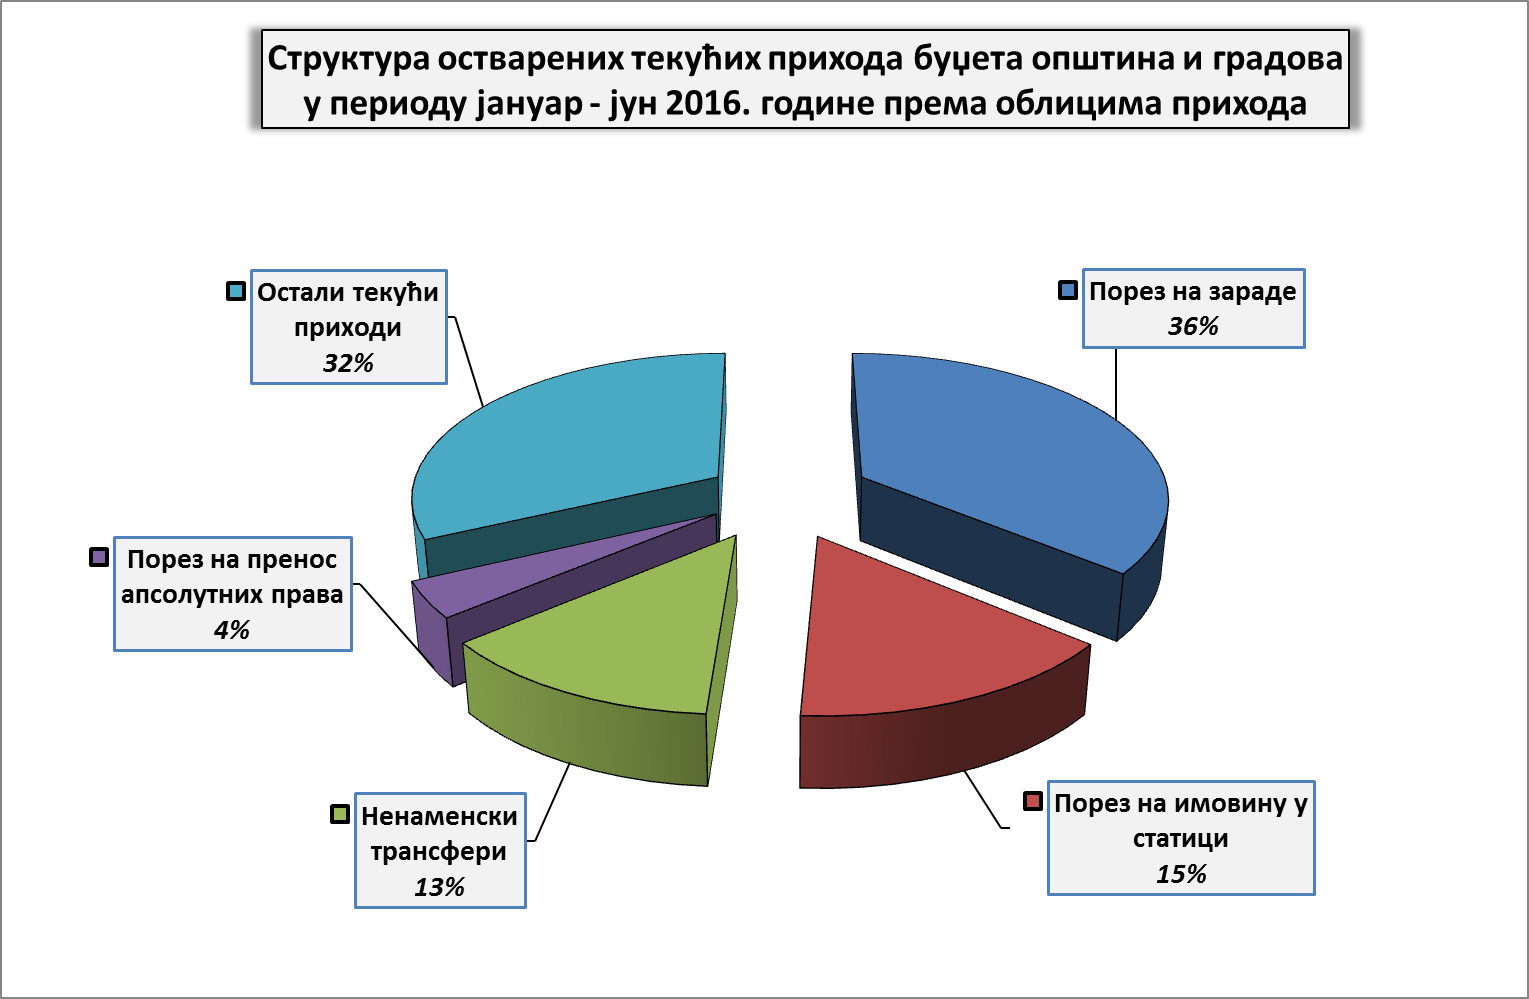 Структура остварених текућих прихода буџета општина и градова
у периоду јануар - јун 2016. године према облицима прихода
Остали текући
приходи
32%
Порез на зараде
36%
Порез на пренос
апсолутних права
4%
Ненаменски
трансфери
13%
Порез на имовину у
статици
15%